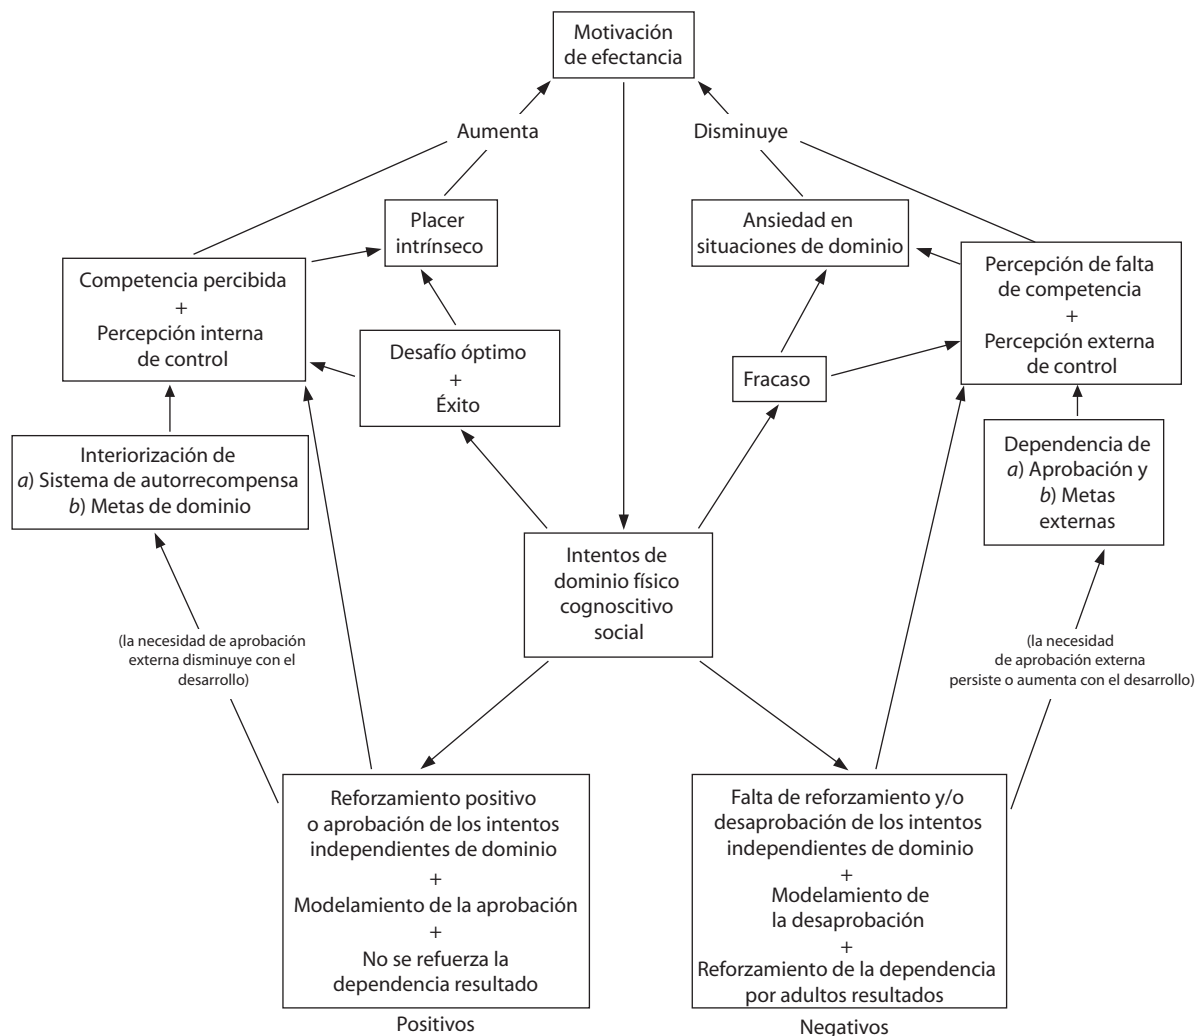 Motivación
de efectancia
Aumenta
Disminuye
Placer
intrínseco
Ansiedad en
situaciones de dominio
Competencia percibida
+
Percepción interna
de control
Percepción de falta
de competencia
+
Percepción externa
de control
Desafío óptimo
+
Éxito
Fracaso
Interiorización de
a) Sistema de autorrecompensa
b) Metas de dominio
Dependencia de
a) Aprobación y
b) Metas
externas
Intentos de
dominio físico
cognoscitivo
social
(la necesidad de aprobación
externa disminuye con el
desarrollo)
(la necesidad
de aprobación externa
persiste o aumenta con el desarrollo)
Reforzamiento positivo
o aprobación de los intentos
independientes de dominio
+
Modelamiento de la aprobación
+
No se refuerza la
dependencia resultado
Falta de reforzamiento y/o
desaprobación de los intentos
independientes de dominio
+
Modelamiento de
la desaprobación
+
Reforzamiento de la dependencia
por adultos resultados
Positivos
Negativos